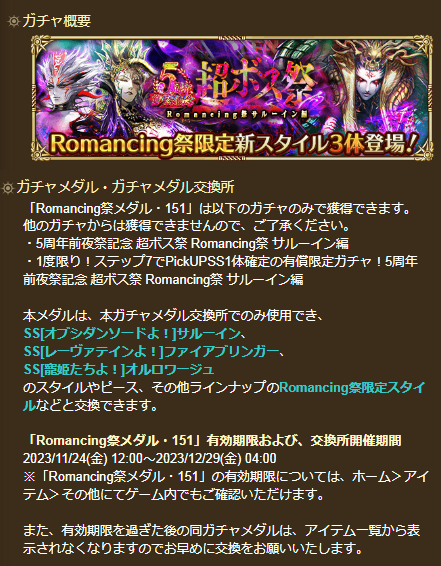 ガチャ概要
5周年前夜祭記念
超ボス祭
Romancing祭サルーイン編
Romancing祭限定新スタイル3体登場!
ガチャメダル・ガチャメダル交換所
「Romancing祭メダル・151」は以下のガチャのみで獲得できます。
他のガチャからは獲得できませんので、ご了承ください。
・5周年前夜祭記念 超ボス祭 Romancing祭 サルーイン編
・1度限り！ステップ7でPickUPSS1体確定の有償限定ガチャ！5周年
前夜祭記念 超ボス祭 Romancing祭 サルーイン編
本メダルは、本ガチャメダル交換所でのみ使用でき、
SS[オブシダンソードよ！]サルーイン、
SS[レーヴァテインよ！]ファイアブリンガー、
SS[寵姫たちよ！]オルロワージュ
のスタイルやピース、その他ラインナップのRomancing祭限定スタイ
ルなどと交換できます。
「Romancing祭メダル・151」有効期限および、交換所開催期間
2023/11/24(金) 12:00～2023/12/29(金) 04:00
※「Romancing祭メダル・151」の有効期限については、ホーム＞アイ
テム＞その他にてゲーム内でもご確認いただけます。
また、有効期限を過ぎた後の同ガチャメダルは、アイテム一覧から表
示されなくなりますのでお早めに交換をお願いいたします。